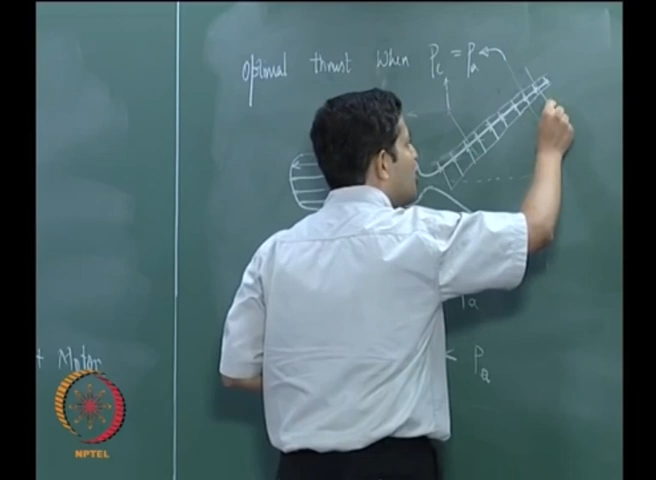 Optimal thrust when Pe = Pa
Pa
< Pa
t Motor
NPTEL